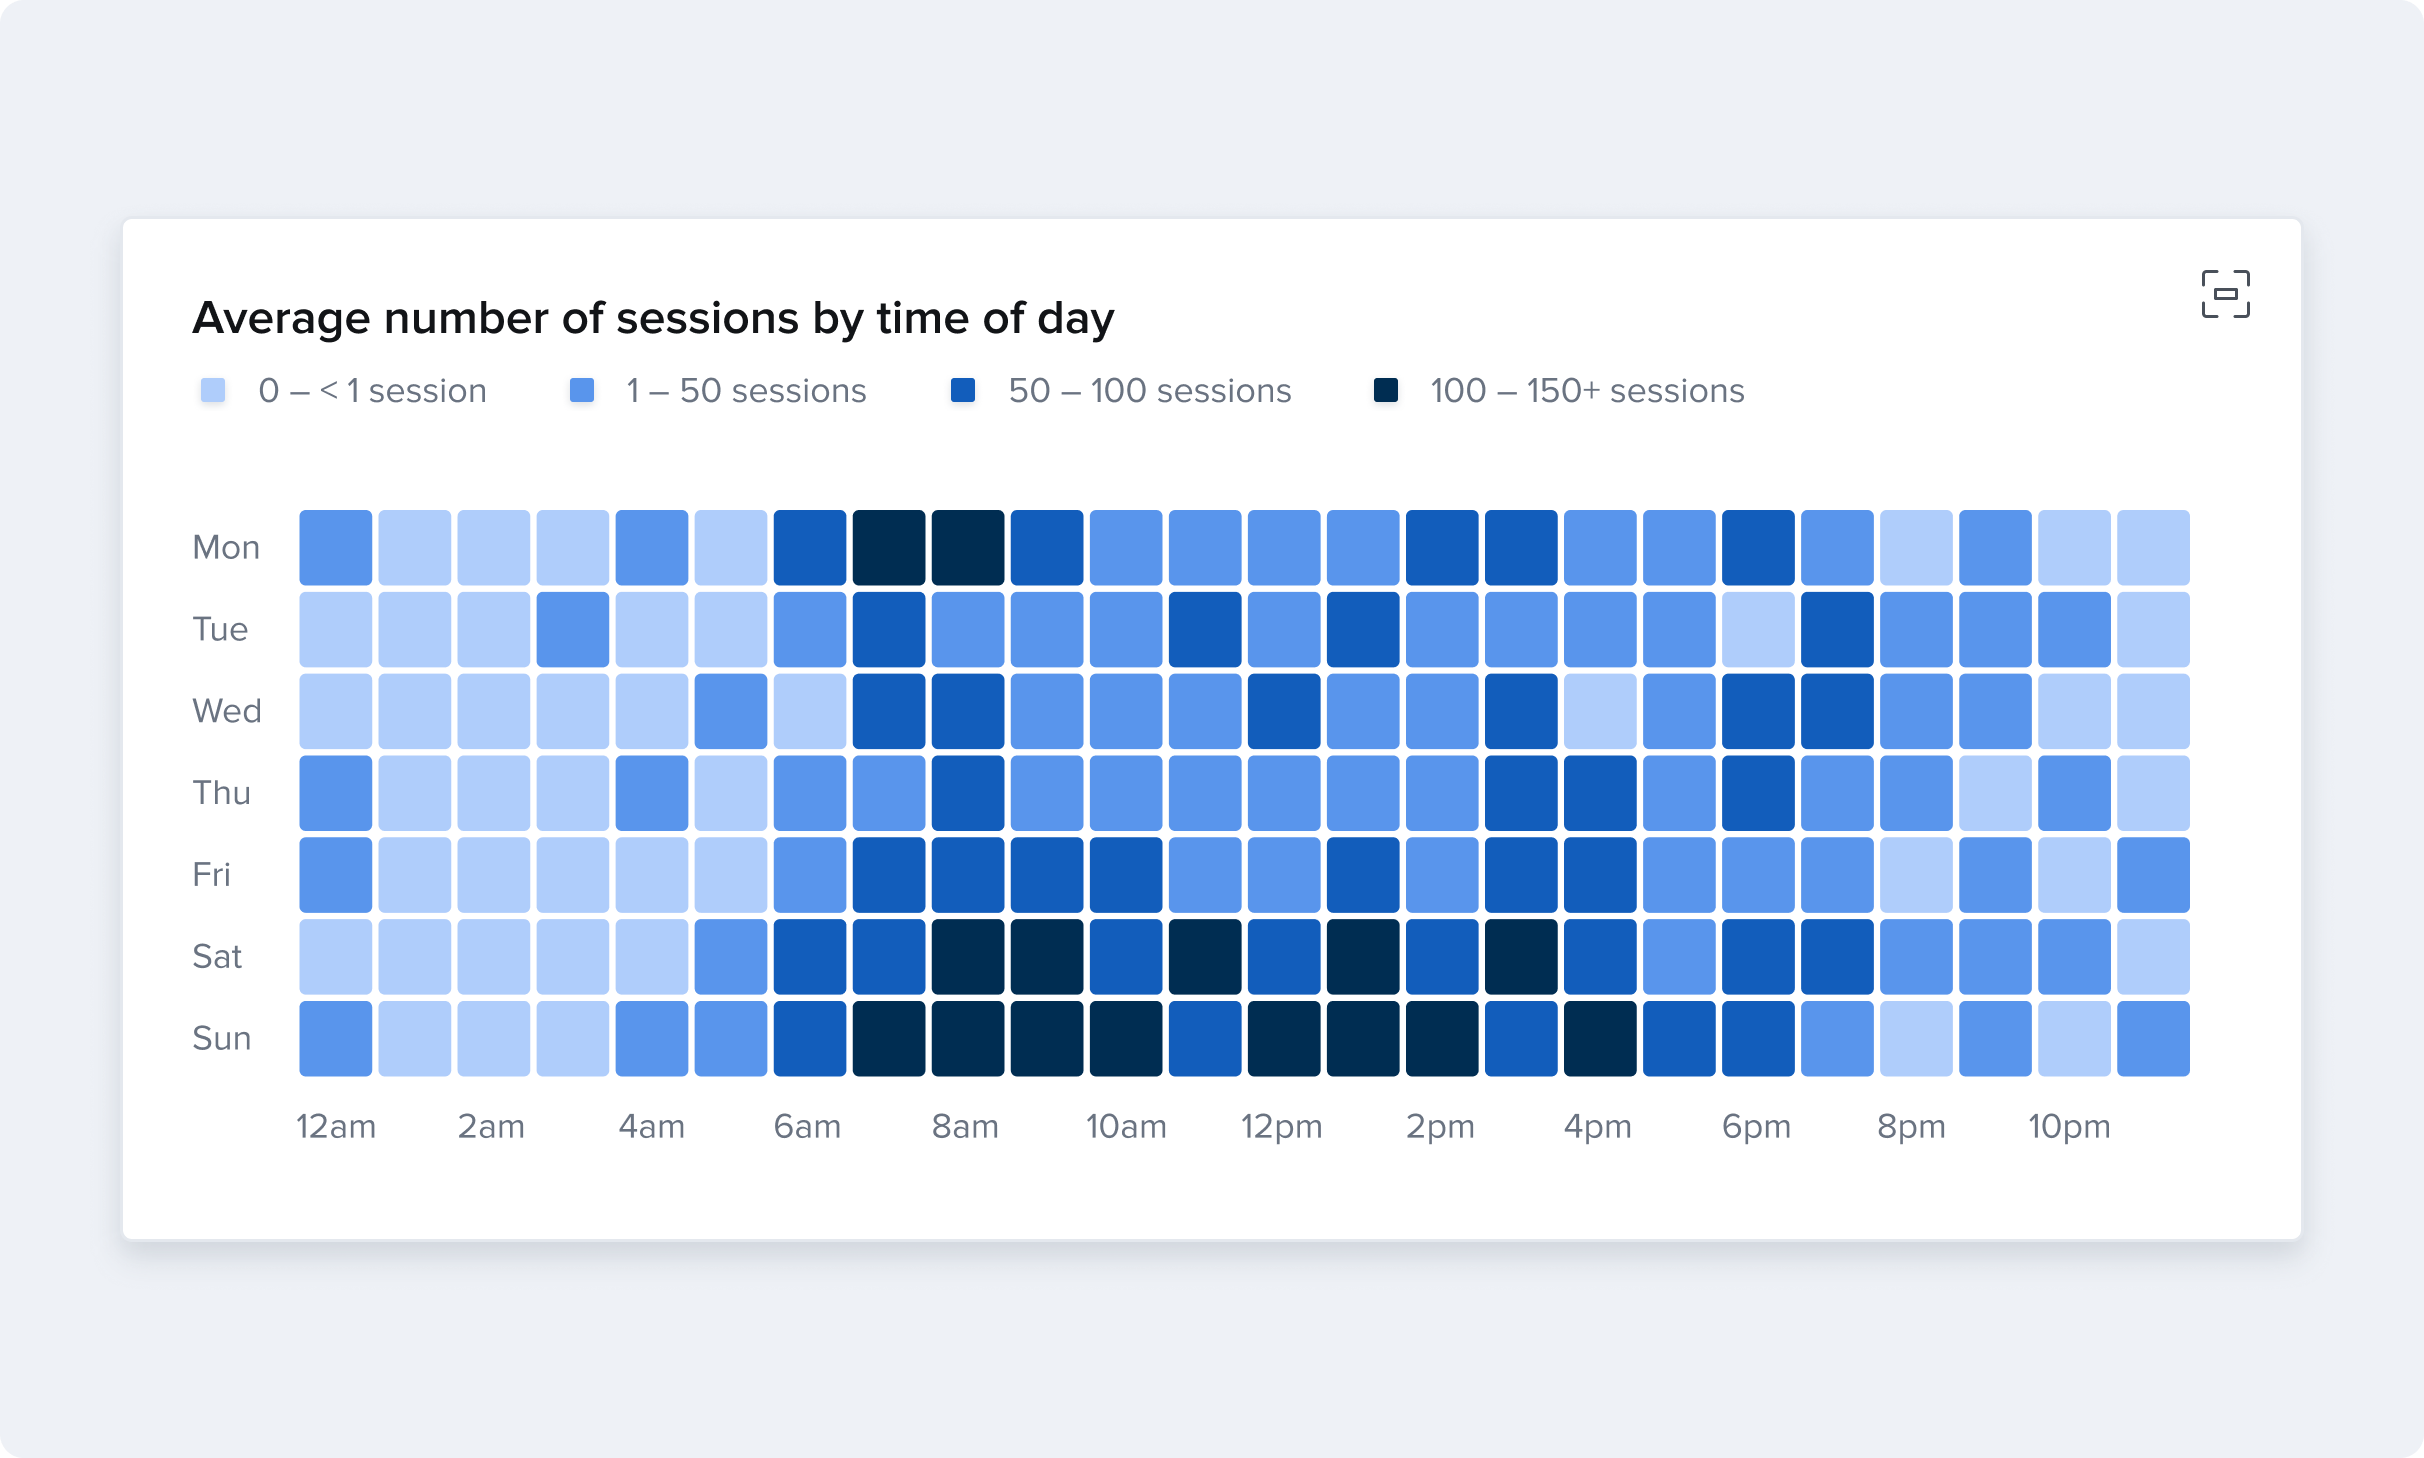 Average number of sessions by time of day
0 – < 1 session 1 – 50 sessions 50 – 100 sessions 100 – 150+ sessions
Mon
Tue
Wed
Thu
Fri
Sat
Sun
12am 2am 4am 6am 8am 10am 12pm 2pm 4pm 6pm 8pm 10pm